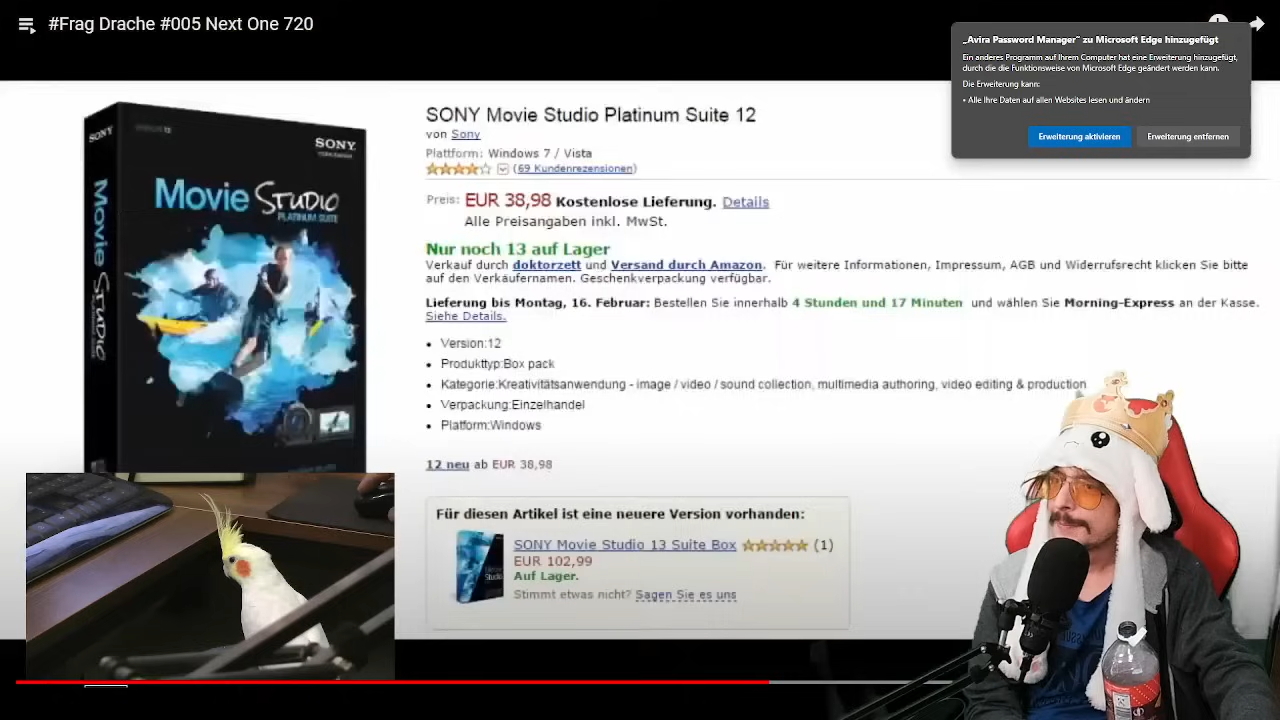 #Frag Drache #005 Next One 720
„Avira Password Manager" zu Microsoft Edge hinzugefügt
Ein anderes Programm auf Ihrem Computer hat eine Erweiterung hinzugefügt,
durch die die Funktionsweise von Microsoft Edge geändert werden kann.
Die Erweiterung kann:
• Alle Ihre Daten auf allen Websites lesen und ändern
Erweiterung aktivieren
Erweiterung entfernen
SONY
SONY
Movie Studio
PLATINUM SUITE
Movie Studio
SONY Movie Studio Platinum Suite 12
von Sony
Plattform: Windows 7 / Vista
(69 Kundenrezensionen)
Preis: EUR 38,98 Kostenlose Lieferung. Details
Alle Preisangaben inkl. MwSt.
Nur noch 13 auf Lager
Verkauf durch doktorzett und Versand durch Amazon. Für weitere Informationen, Impressum, AGB und Widerrufsrecht klicken Sie bitte
auf den Verkäufernamen. Geschenkverpackung verfügbar.
Lieferung bis Montag, 16. Februar: Bestellen Sie innerhalb 4 Stunden und 17 Minuten und wählen Sie Morning-Express an der Kasse.
Siehe Details.
• Version:12
• Produkttyp:Box pack
• Kategorie:Kreativitätsanwendung - image / video / sound collection, multimedia authoring, video editing & production
• Verpackung:Einzelhandel
• Platform:Windows
12 neu ab EUR 38,98
Für diesen Artikel ist eine neuere Version vorhanden:
SONY Movie Studio 13 Suite Box (1)
EUR 102,99
Auf Lager.
Stimmt etwas nicht? Sagen Sie es uns